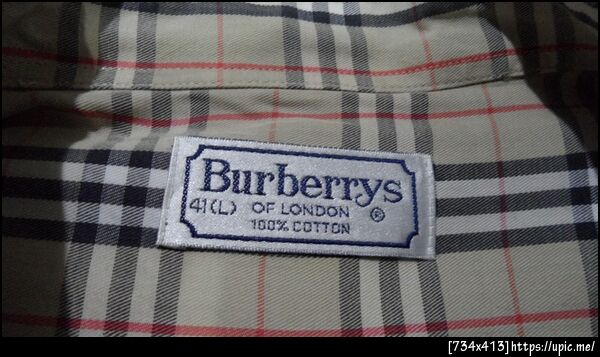 Burberrys
41(L) OF LONDON ®
100% COTTON
[734x413]https://upic.me/